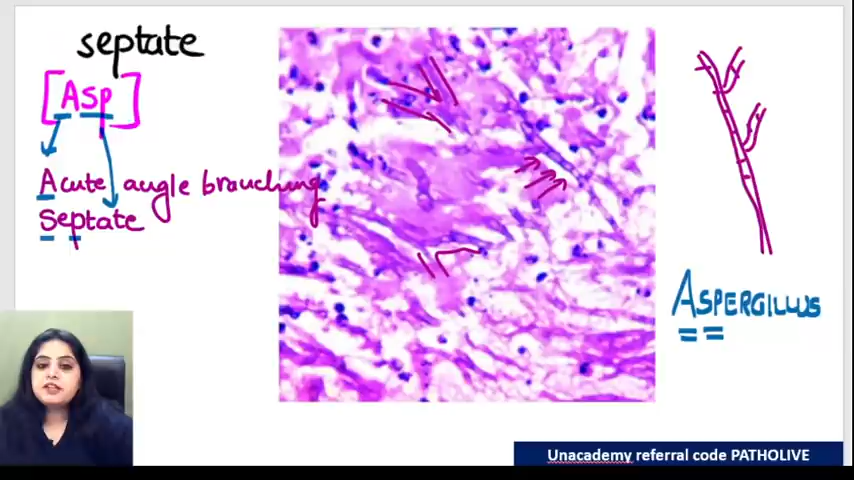 septate
[Asp]
Acute angle branching
Septate
ASPERGILLUS
Unacademy referral code PATHOLIVE